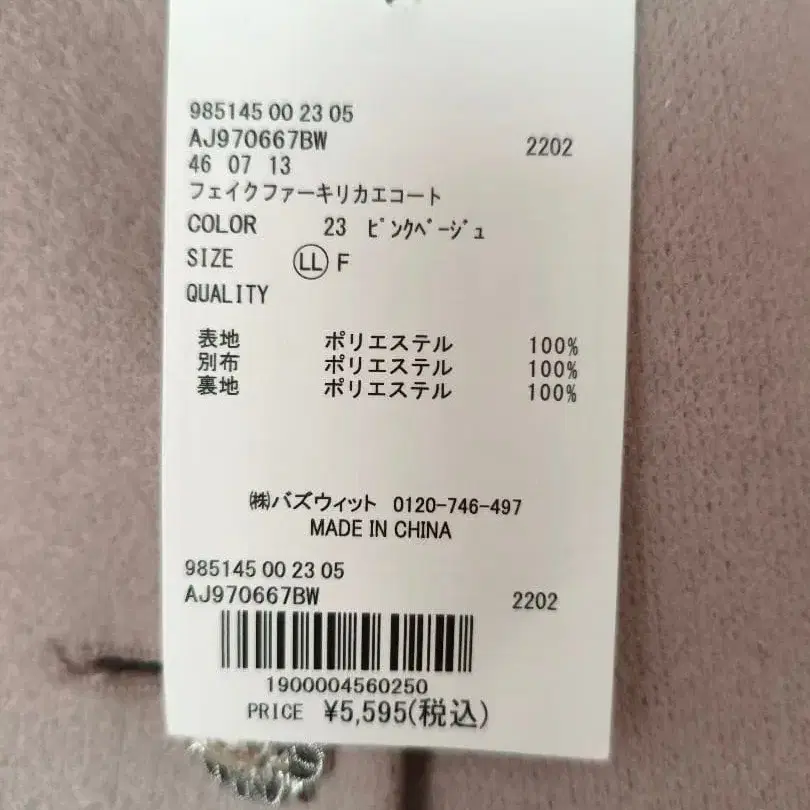 985145 00 23 05
AJ970667BW 2202
46 07 13
フェイクファーキリカエコート
COLOR 23 ピンクベージュ
SIZE LL F
QUALITY
表地 ポリエステル 100%
別布 ポリエステル 100%
裏地 ポリエステル 100%
㈱バズウィット 0120-746-497
MADE IN CHINA
985145 00 23 05
AJ970667BW 2202
1900004560250
PRICE ¥5,595(税込)